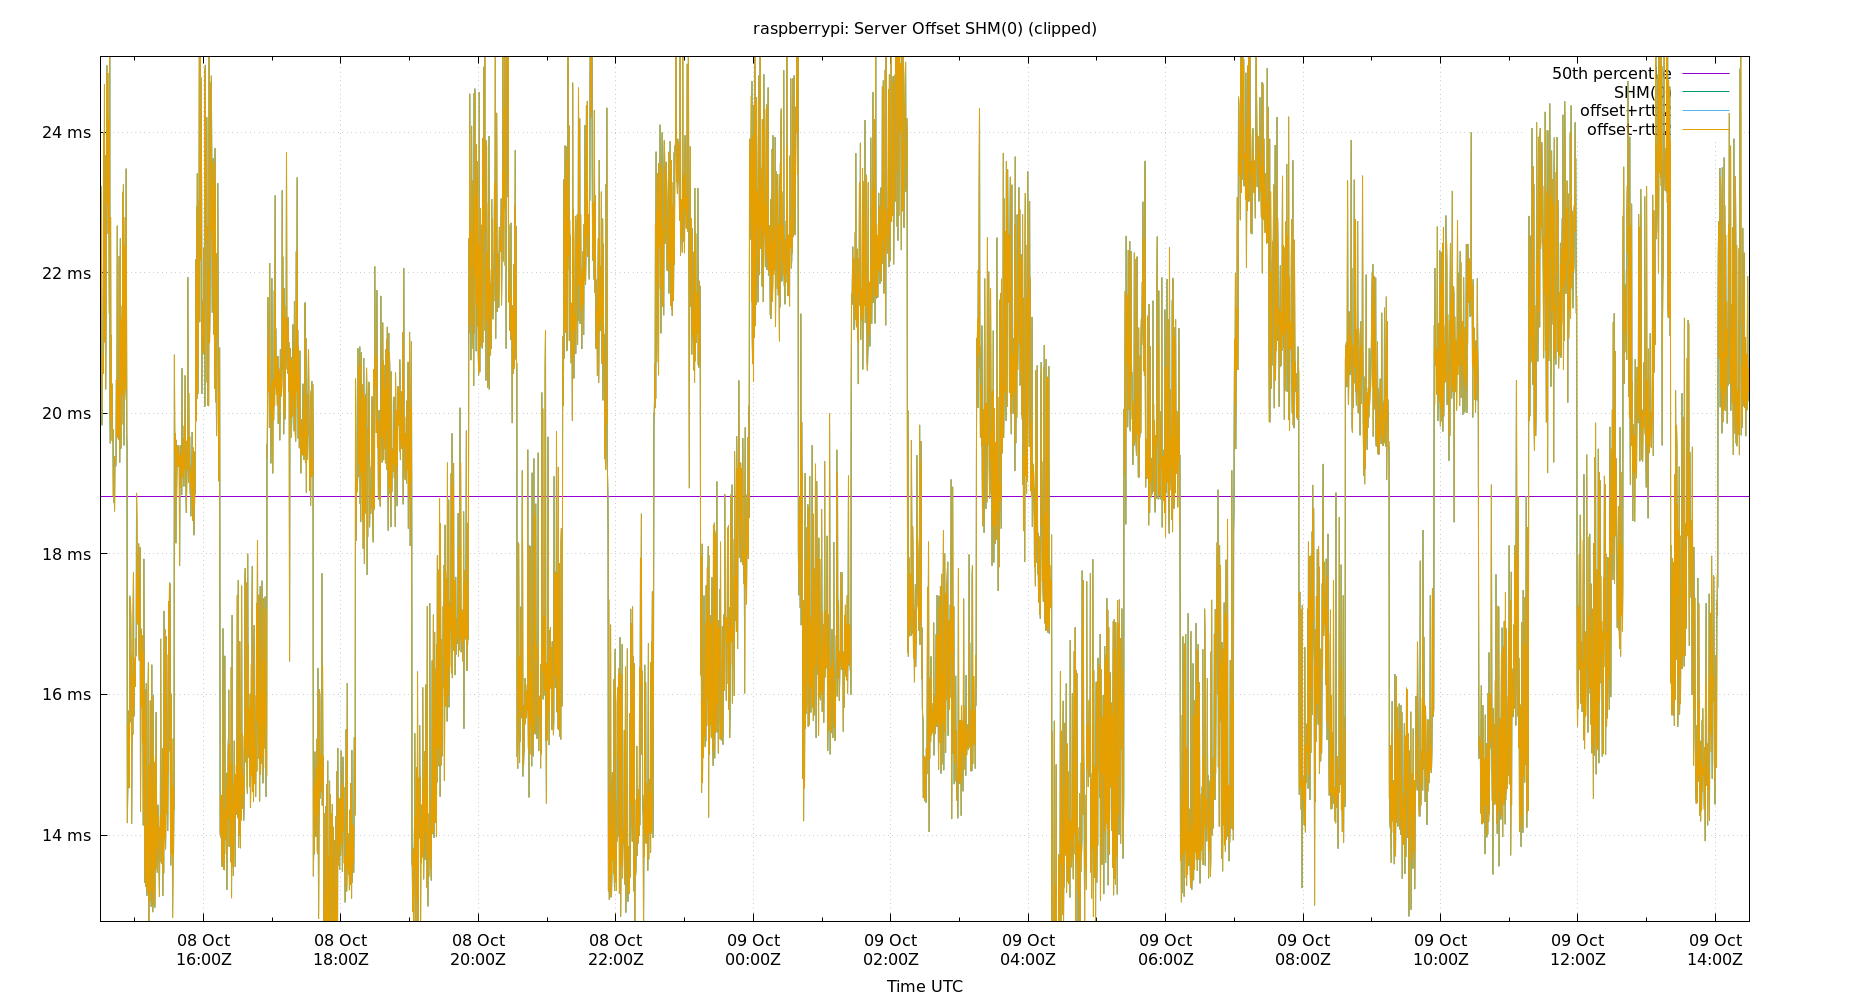 raspberrypi: Server Offset SHM(0) (clipped)
50th percentile
SHM(0)
offset+rtt/2
offset-rtt/2
24 ms
22 ms
20 ms
18 ms
16 ms
14 ms
08 Oct 08 Oct 08 Oct 08 Oct 09 Oct 09 Oct 09 Oct 09 Oct 09 Oct 09 Oct 09 Oct 09 Oct
16:00Z 18:00Z 20:00Z 22:00Z 00:00Z 02:00Z 04:00Z 06:00Z 08:00Z 10:00Z 12:00Z 14:00Z
Time UTC